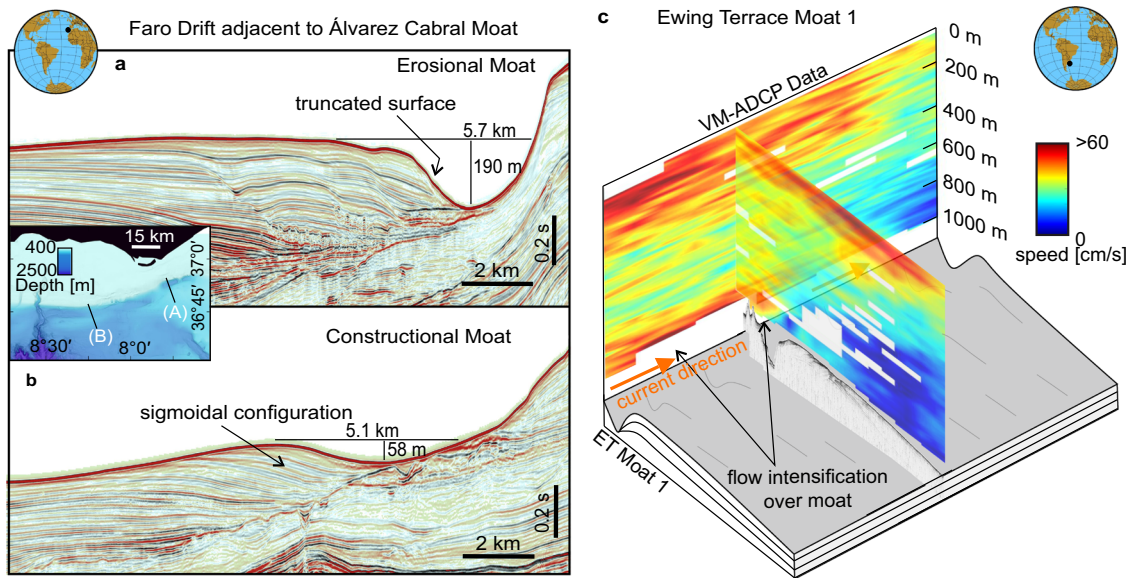 Faro Drift adjacent to Álvarez Cabral Moat
a
Erosional Moat
truncated surface
5.7 km
190 m
0.2 s
2 km
15 km
400
2500
Depth [m]
(A)
(B)
37°0′
36°45′
8°30′
8°0′
Constructional Moat
b
sigmoidal configuration
5.1 km
58 m
0.2 s
2 km
c
Ewing Terrace Moat 1
VM-ADCP Data
0 m
200 m
400 m
600 m
800 m
1000 m
>60
0
speed [cm/s]
current direction
ET Moat 1
flow intensification
over moat